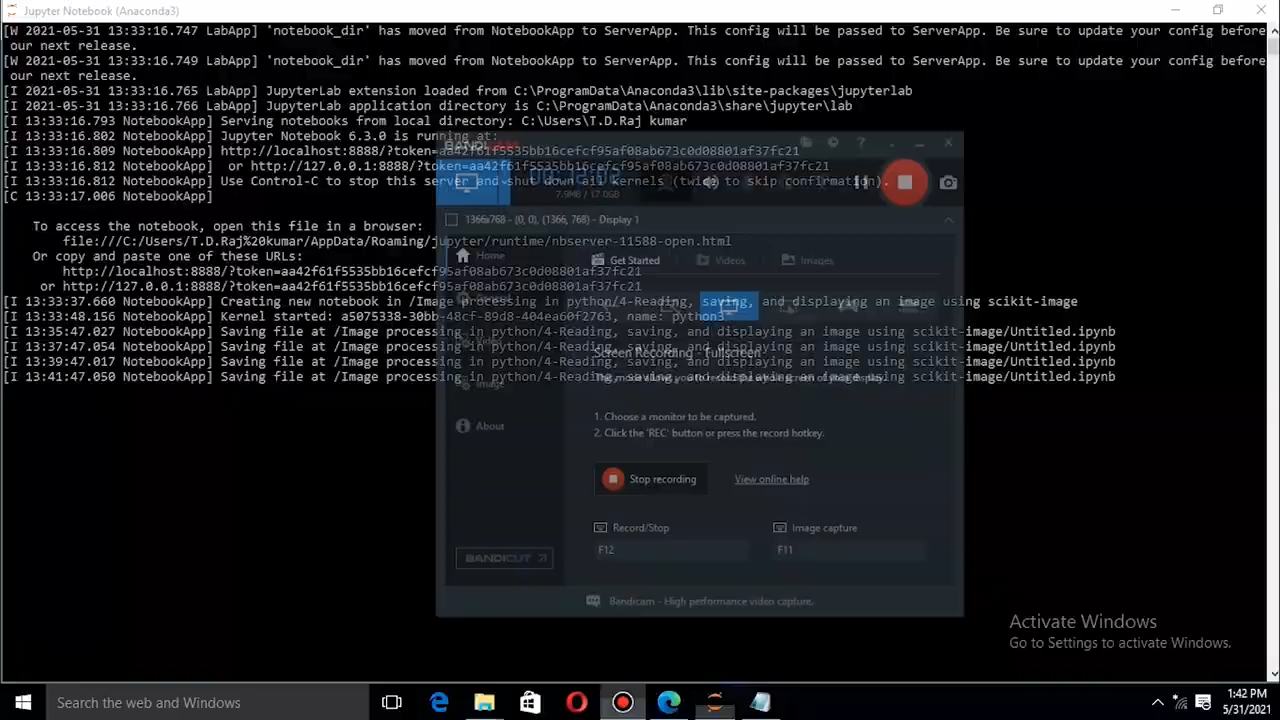 Jupyter Notebook (Anaconda3)
[W 2021-05-31 13:33:16.747 LabApp] 'notebook_dir' has moved from NotebookApp to ServerApp. This config will be passed to ServerApp. Be sure to update your config before
our next release.
[W 2021-05-31 13:33:16.749 LabApp] 'notebook_dir' has moved from NotebookApp to ServerApp. This config will be passed to ServerApp. Be sure to update your config before
our next release.
[I 2021-05-31 13:33:16.765 LabApp] JupyterLab extension loaded from C:\ProgramData\Anaconda3\lib\site-packages\jupyterlab
[I 2021-05-31 13:33:16.766 LabApp] JupyterLab application directory is C:\ProgramData\Anaconda3\share\jupyter\lab
[I 13:33:16.793 NotebookApp] Serving notebooks from local directory: C:\Users\T.D.Raj kumar
[I 13:33:16.802 NotebookApp] Jupyter Notebook 6.3.0 is running at:
[I 13:33:16.809 NotebookApp] http://localhost:8888/?token=aa42f61f5535bb16cefcf95af08ab673c0d08801af37fc21
[I 13:33:16.812 NotebookApp]  or http://127.0.0.1:8888/?token=aa42f61f5535bb16cefcf95af08ab673c0d08801af37fc21
[I 13:33:16.812 NotebookApp] Use Control-C to stop this server and shut down all kernels (twice to skip confirmation).
[C 13:33:17.006 NotebookApp]
To access the notebook, open this file in a browser:
file:///C:/Users/T.D.Raj%20kumar/AppData/Roaming/jupyter/runtime/nbserver-11588-open.html
Or copy and paste one of these URLs:
http://localhost:8888/?token=aa42f61f5535bb16cefcf95af08ab673c0d08801af37fc21
or http://127.0.0.1:8888/?token=aa42f61f5535bb16cefcf95af08ab673c0d08801af37fc21
[I 13:33:37.660 NotebookApp] Creating new notebook in /Image processing in python/4-Reading, saving, and displaying an image using scikit-image
[I 13:33:48.156 NotebookApp] Kernel started: a5075338-30bb-48cf-89d8-404ea60f2763, name: python3
[I 13:35:47.027 NotebookApp] Saving file at /Image processing in python/4-Reading, saving, and displaying an image using scikit-image/Untitled.ipynb
[I 13:37:47.054 NotebookApp] Saving file at /Image processing in python/4-Reading, saving, and displaying an image using scikit-image/Untitled.ipynb
[I 13:39:47.017 NotebookApp] Saving file at /Image processing in python/4-Reading, saving, and displaying an image using scikit-image/Untitled.ipynb
[I 13:41:47.050 NotebookApp] Saving file at /Image processing in python/4-Reading, saving, and displaying an image using scikit-image/Untitled.ipynb
7.9MB / 17.0GB
1366x768 - (0, 0), (1366, 768) - Display 1
Home
Get Started
Videos
Images
Screen Recording - Fullscreen
Image
About
1. Choose a monitor to be captured.
2. Click the 'REC' button or press the record hotkey.
Stop recording
View online help
Record/Stop
Image capture
F12
F11
BANDICUT
Bandicam - High performance video capture.
Activate Windows
Go to Settings to activate Windows.
Search the web and Windows
1:42 PM
5/31/2021